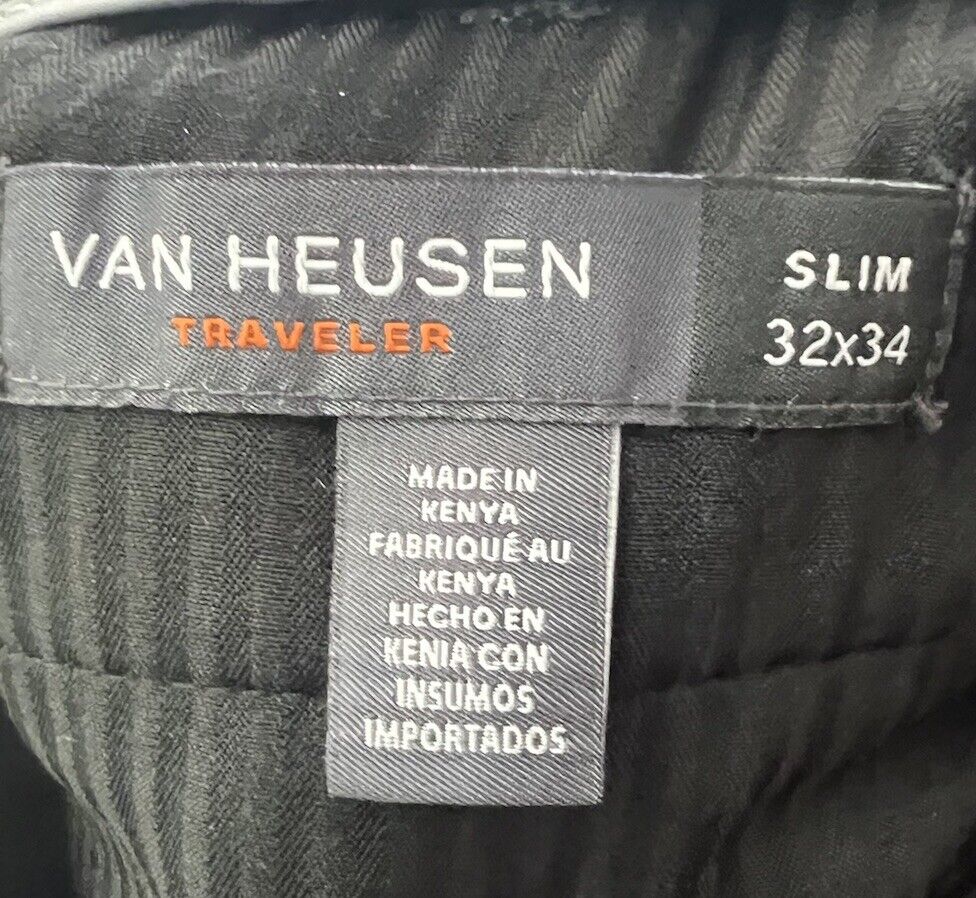 VAN HEUSEN
TRAVELER
SLIM
32x34
MADE IN
KENYA
FABRIQUÉ AU
KENYA
HECHO EN
KENIA CON
INSUMOS
IMPORTADOS